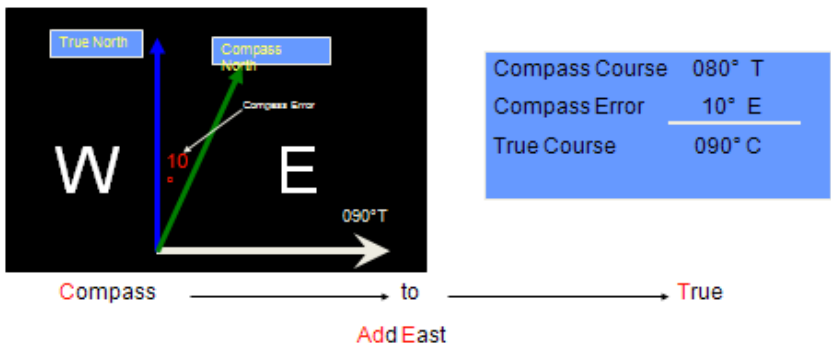 True North
Compass
North
Compass Error
10
°
W
E
090°T
Compass Course 080° T
Compass Error 10° E
True Course 090° C
Compass to True
Add East